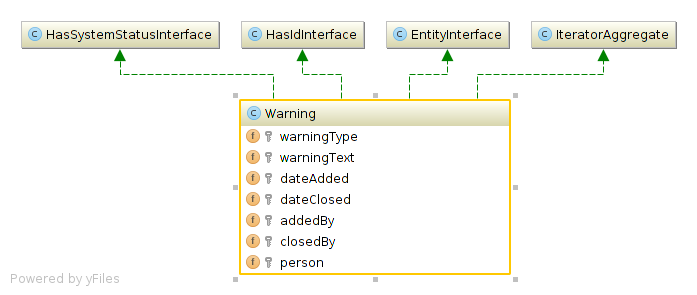 HasSystemStatusInterface
HasIdInterface
EntityInterface
IteratorAggregate
Warning
warningType
warningText
dateAdded
dateClosed
addedBy
closedBy
person
Powered by yFiles